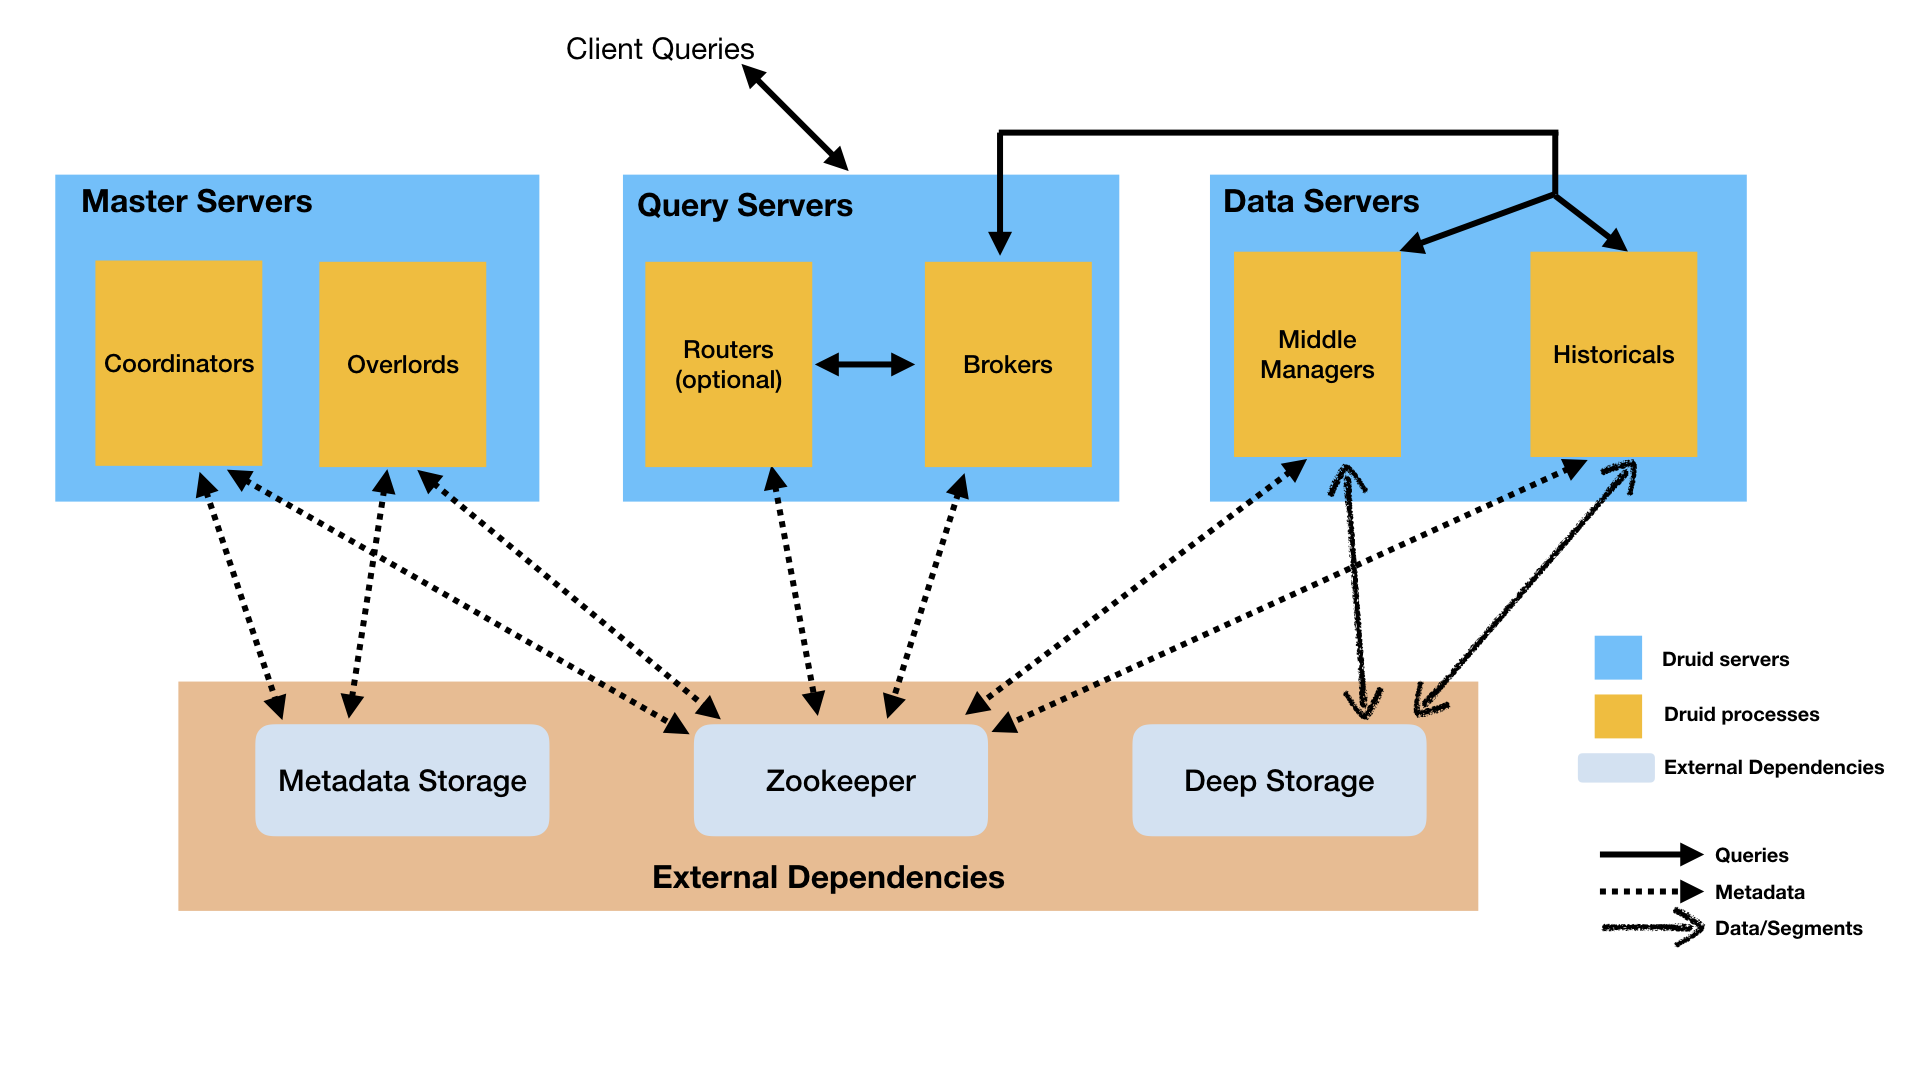 Client Queries
Master Servers
Query Servers
Data Servers
Coordinators
Overlords
Routers
(optional)
Brokers
Middle
Managers
Historicals
Metadata Storage
Zookeeper
Deep Storage
External Dependencies
Druid servers
Druid processes
External Dependencies
Queries
Metadata
Data/Segments